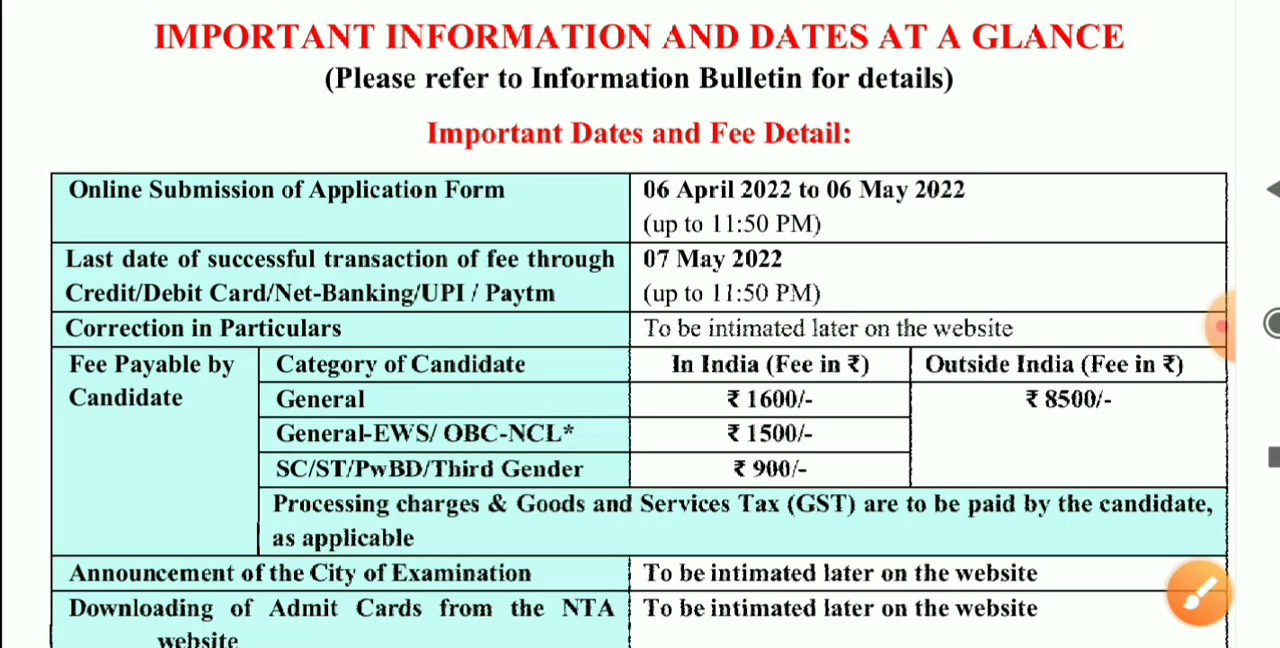 IMPORTANT INFORMATION AND DATES AT A GLANCE
(Please refer to Information Bulletin for details)
Important Dates and Fee Detail:
Online Submission of Application Form
06 April 2022 to 06 May 2022
(up to 11:50 PM)
Last date of successful transaction of fee through
Credit/Debit Card/Net-Banking/UPI / Paytm
07 May 2022
(up to 11:50 PM)
Correction in Particulars
To be intimated later on the website
Fee Payable by
Candidate
Category of Candidate
In India (Fee in ₹)
Outside India (Fee in ₹)
General
₹ 1600/-
₹ 8500/-
General-EWS/ OBC-NCL*
₹ 1500/-
SC/ST/PwBD/Third Gender
₹ 900/-
Processing charges & Goods and Services Tax (GST) are to be paid by the candidate,
as applicable
Announcement of the City of Examination
To be intimated later on the website
Downloading of Admit Cards from the NTA
website
To be intimated later on the website